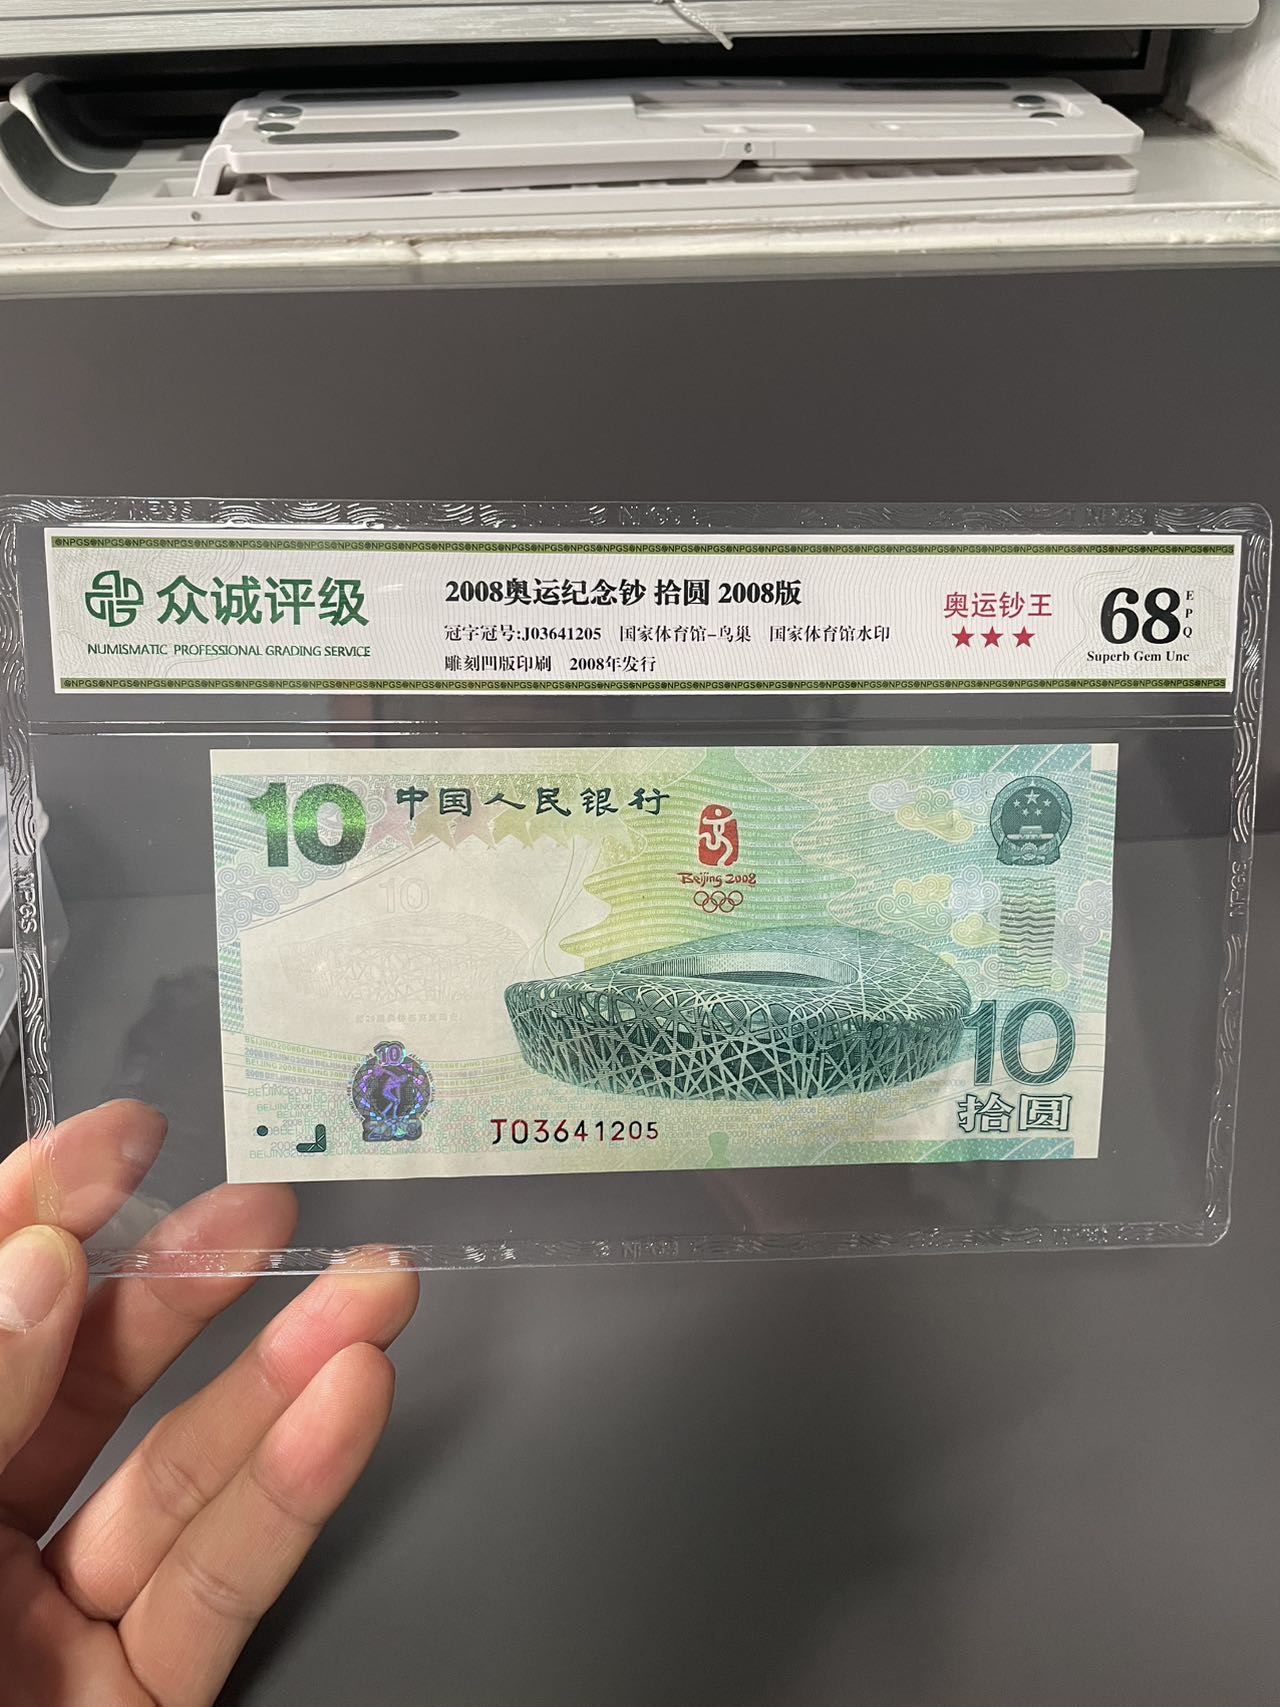 众诚评级
NUMISMATIC PROFESSIONAL GRADING SERVICE
2008奥运纪念钞 拾圆 2008版
冠字冠号:J03641205 国家体育馆-鸟巢 国家体育馆水印
雕刻凹版印刷 2008年发行
奥运钞王
★★★
68
EPQ
Superb Gem Unc
NPGS
NPGS
10
中国人民银行
Beijing 2008
10
10
10
拾圆
J03641205